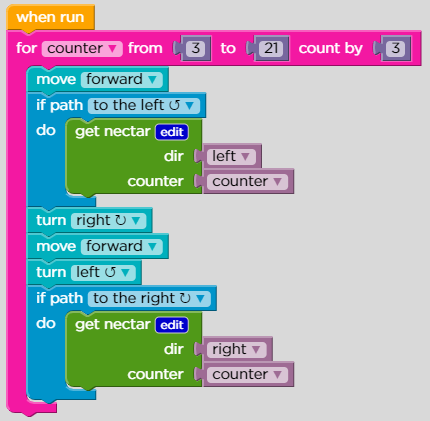 when run
for counter ▼ from 3 to 21 count by 3
move forward ▼
if path to the left ↺ ▼
do get nectar edit
dir left ▼
counter counter ▼
turn right ↻ ▼
move forward ▼
turn left ↺ ▼
if path to the right ↻ ▼
do get nectar edit
dir right ▼
counter counter ▼